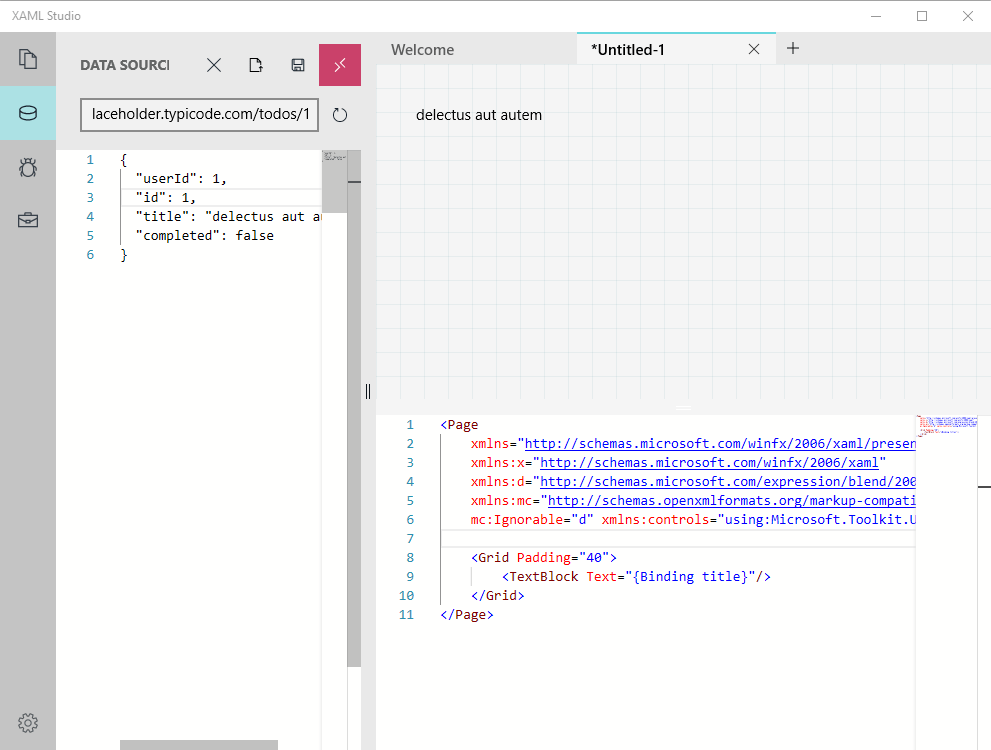 XAML Studio
DATA SOURCI
Welcome
*Untitled-1
laceholder.typicode.com/todos/1
delectus aut autem
1 {
2 "userId": 1,
3 "id": 1,
4 "title": "delectus aut au
5 "completed": false
6 }
1 <Page
2 xmlns="http://schemas.microsoft.com/winfx/2006/xaml/presen
3 xmlns:x="http://schemas.microsoft.com/winfx/2006/xaml"
4 xmlns:d="http://schemas.microsoft.com/expression/blend/200
5 xmlns:mc="http://schemas.openxmlformats.org/markup-compati
6 mc:Ignorable="d" xmlns:controls="using:Microsoft.Toolkit.U
7
8 <Grid Padding="40">
9 <TextBlock Text="{Binding title}"/>
10 </Grid>
11 </Page>